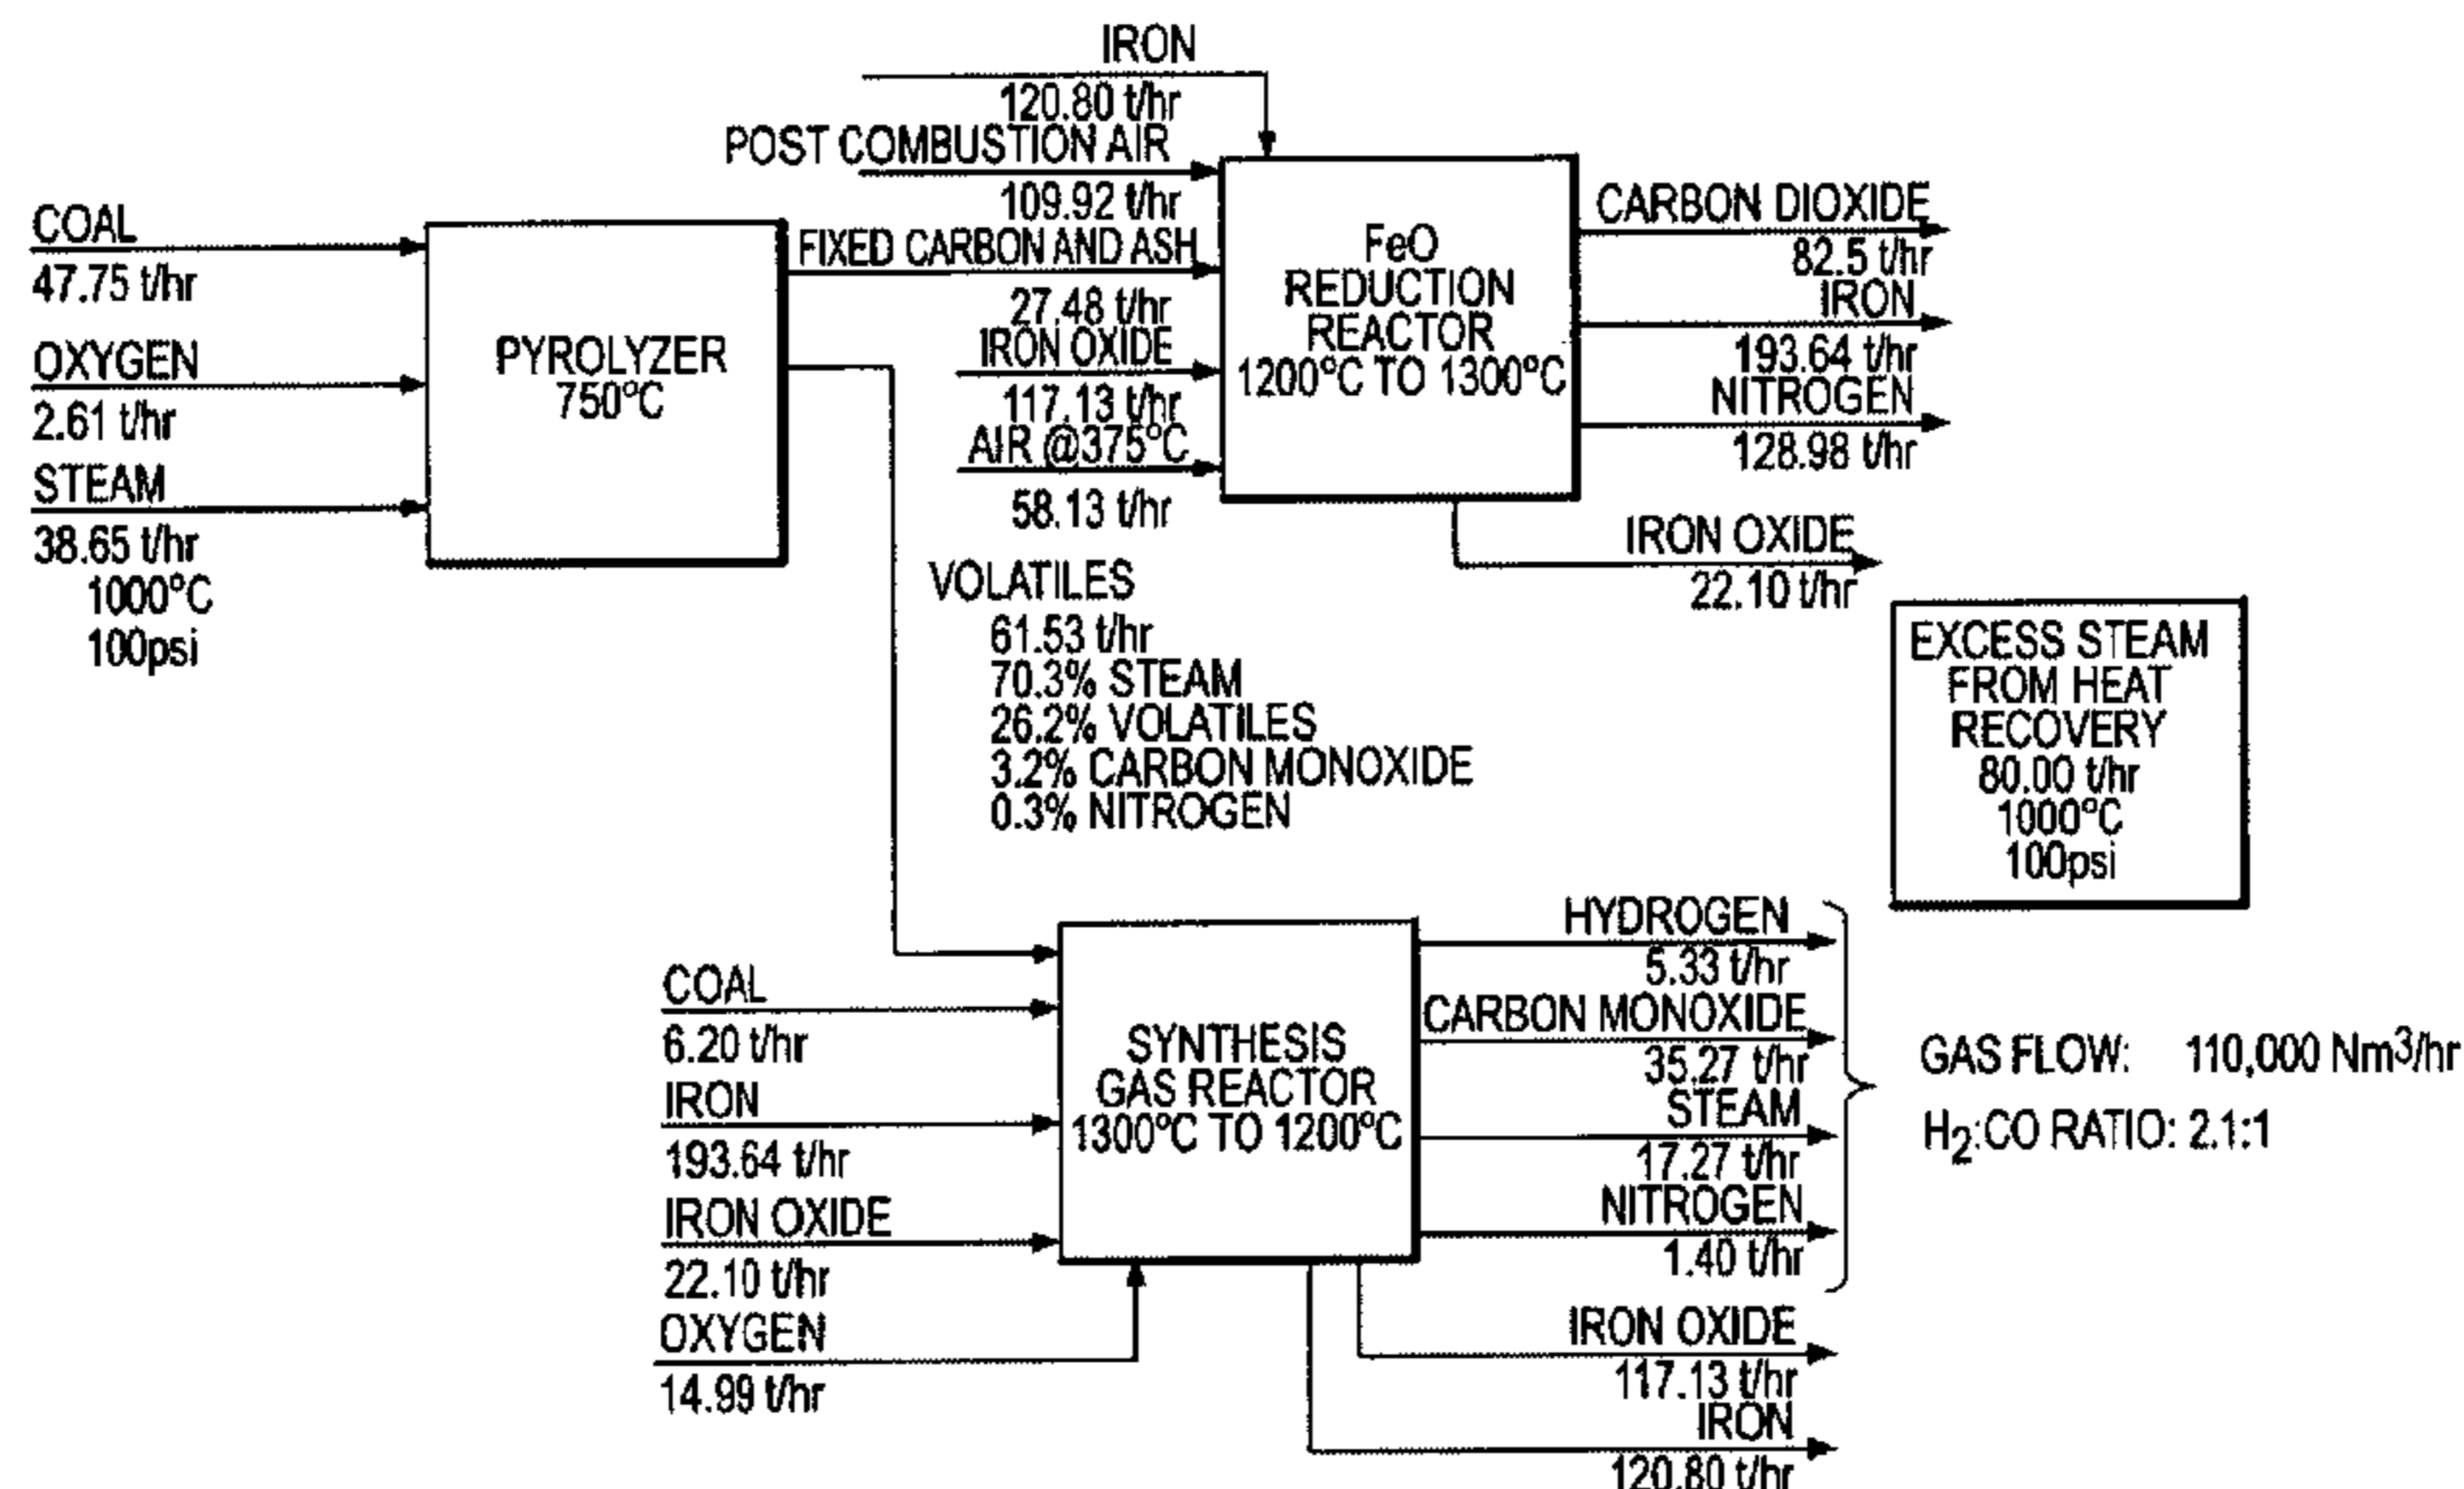 COAL
47.75 t/hr
OXYGEN
2.61 t/hr
STEAM
38.65 t/hr
1000°C
100psi
PYROLYZER
750°C
IRON
120.80 t/hr
POST COMBUSTION AIR
109.92 t/hr
FIXED CARBON AND ASH
27.48 t/hr
IRON OXIDE
117.13 t/hr
AIR @375°C
58.13 t/hr
FeO
REDUCTION
REACTOR
1200°C TO 1300°C
CARBON DIOXIDE
82.5 t/hr
IRON
193.64 t/hr
NITROGEN
128.98 t/hr
IRON OXIDE
22.10 t/hr
VOLATILES
61.53 t/hr
70.3% STEAM
26.2% VOLATILES
3.2% CARBON MONOXIDE
0.3% NITROGEN
EXCESS STEAM
FROM HEAT
RECOVERY
80.00 t/hr
1000°C
100psi
COAL
6.20 t/hr
IRON
193.64 t/hr
IRON OXIDE
22.10 t/hr
OXYGEN
14.99 t/hr
SYNTHESIS
GAS REACTOR
1300°C TO 1200°C
HYDROGEN
5.33 t/hr
CARBON MONOXIDE
35.27 t/hr
STEAM
17.27 t/hr
NITROGEN
1.40 t/hr
IRON OXIDE
117.13 t/hr
IRON
120.80 t/hr
GAS FLOW: 110,000 Nm³/hr
H₂:CO RATIO: 2.1:1